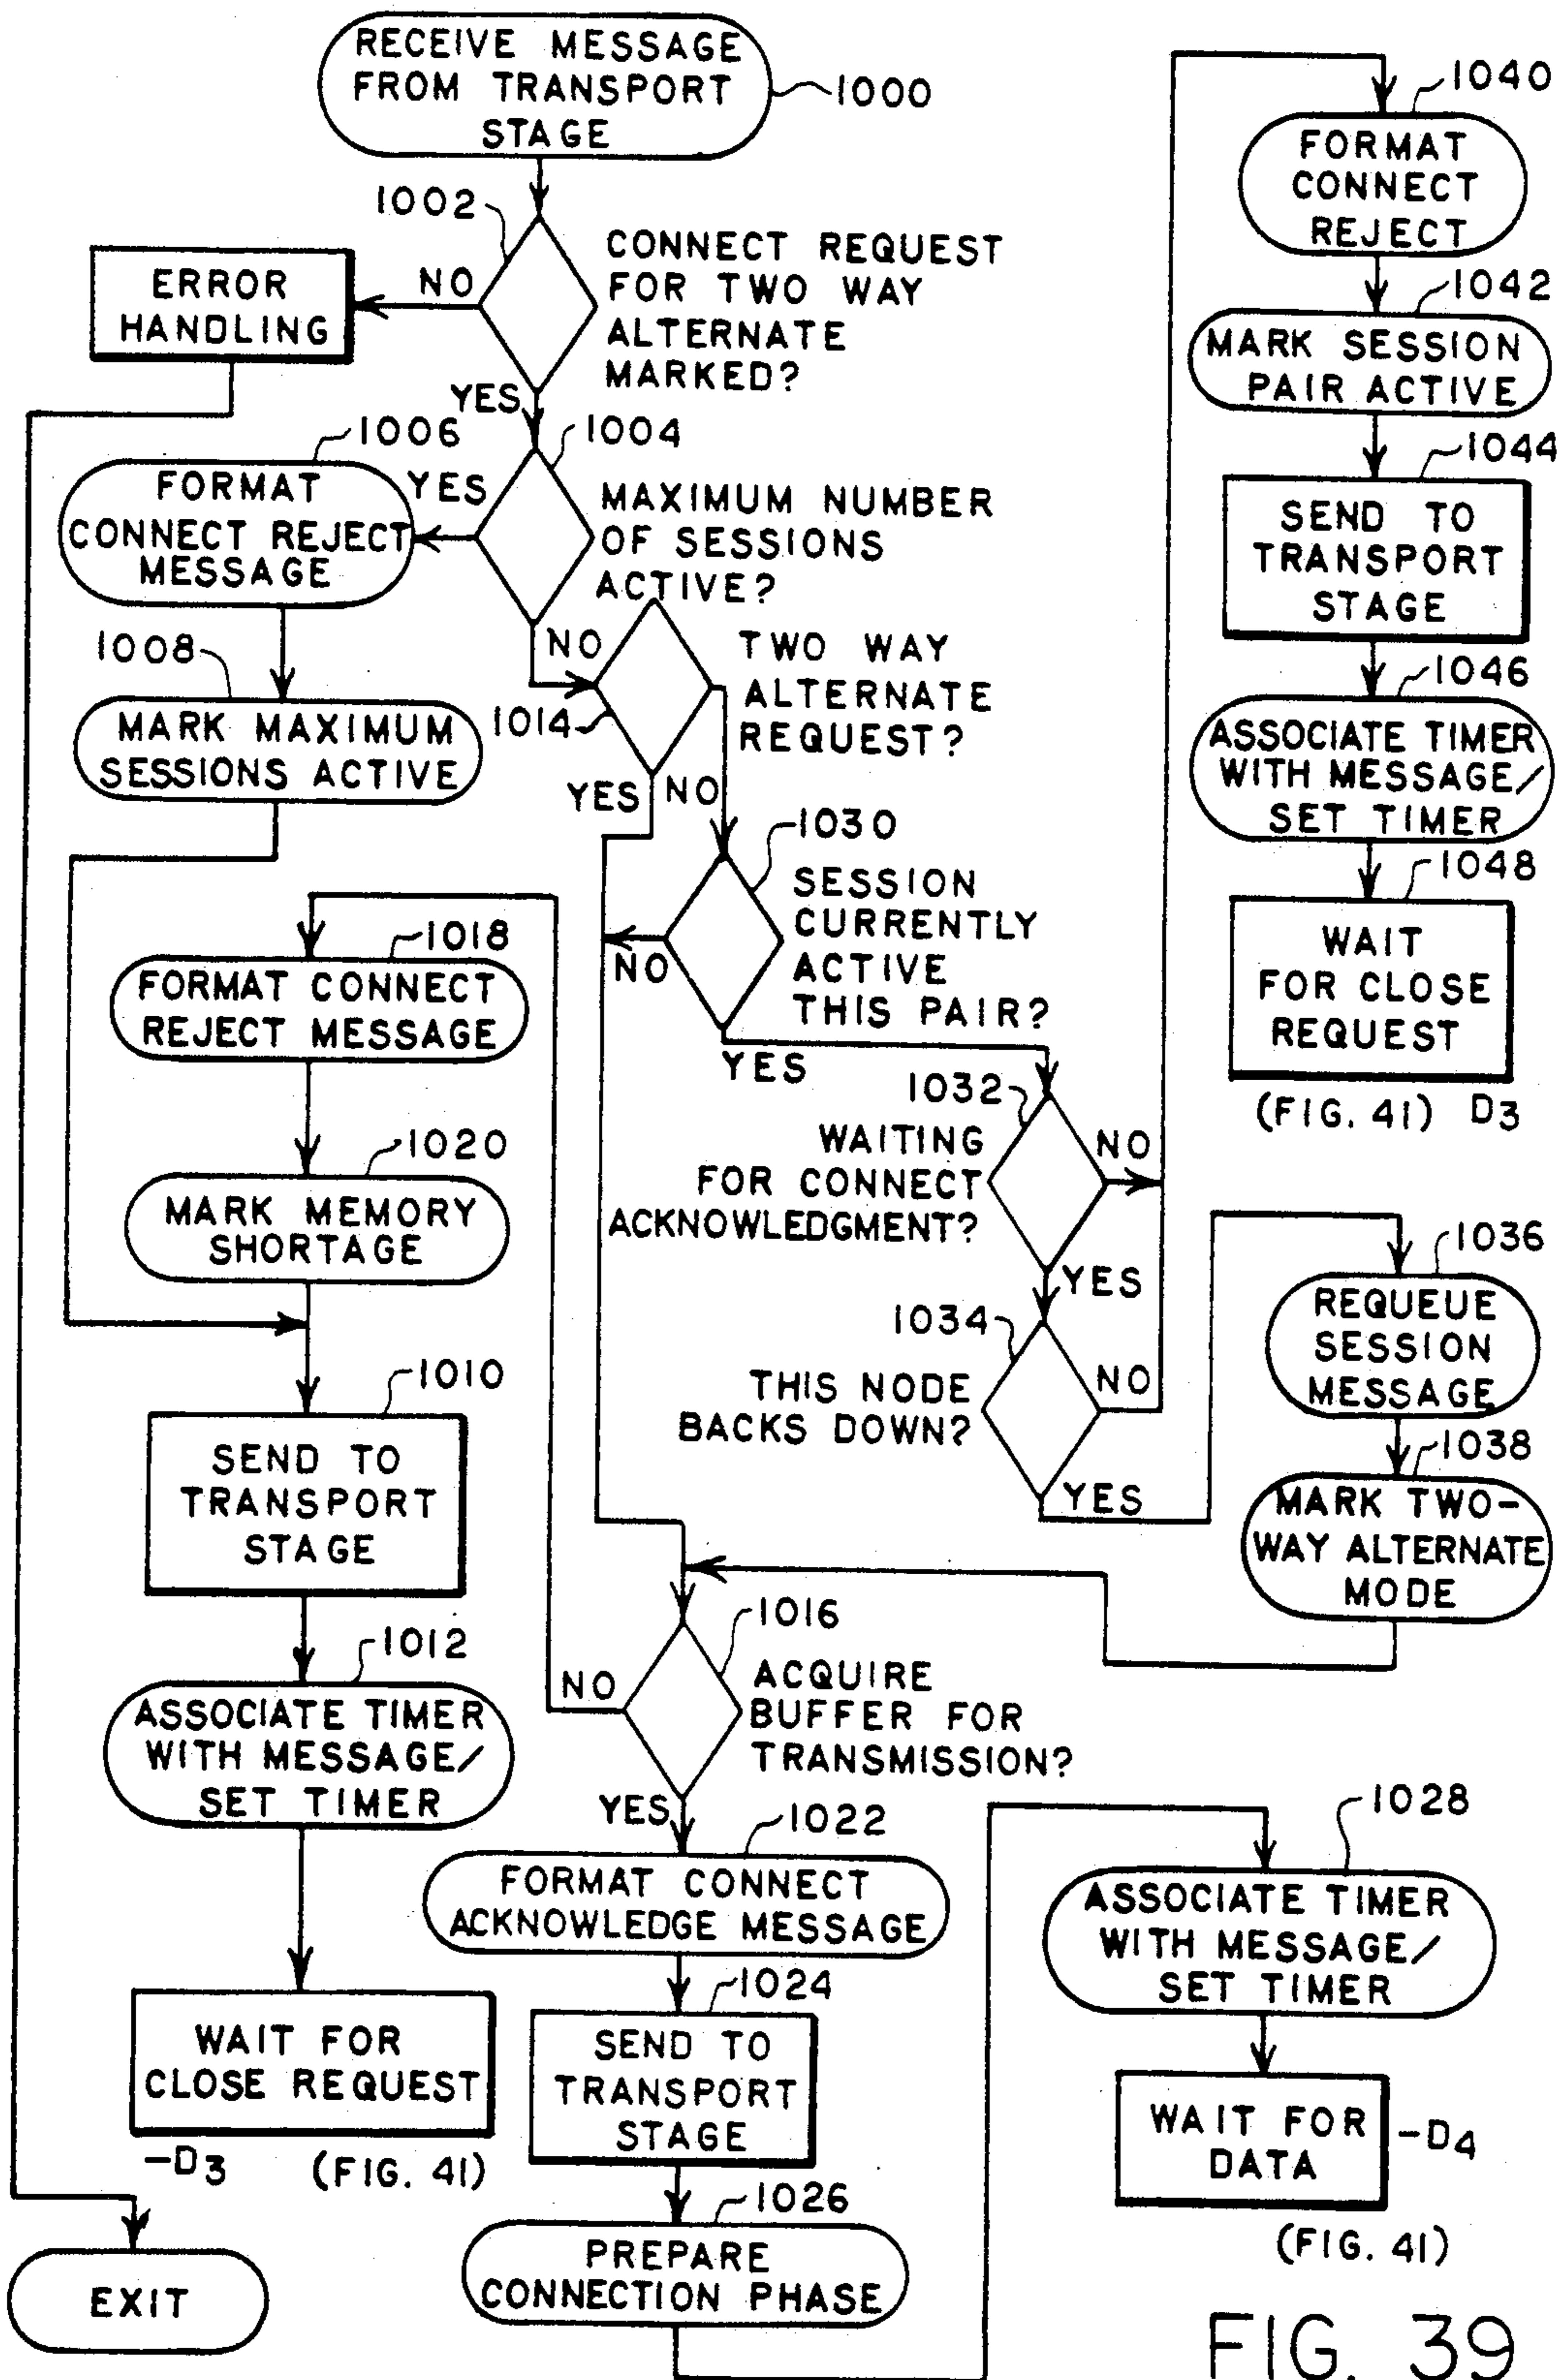 RECEIVE MESSAGE
FROM TRANSPORT
STAGE
1000
1002
CONNECT REQUEST
FOR TWO WAY
ALTERNATE
MARKED?
NO
ERROR
HANDLING
YES
1004
MAXIMUM NUMBER
OF SESSIONS
ACTIVE?
YES
1006
FORMAT
CONNECT REJECT
MESSAGE
1008
MARK MAXIMUM
SESSIONS ACTIVE
NO
1014
TWO WAY
ALTERNATE
REQUEST?
YES
NO
1030
SESSION
CURRENTLY
ACTIVE
THIS PAIR?
NO
YES
1018
FORMAT CONNECT
REJECT MESSAGE
1020
MARK MEMORY
SHORTAGE
1010
SEND TO
TRANSPORT
STAGE
1012
ASSOCIATE TIMER
WITH MESSAGE/
SET TIMER
WAIT FOR
CLOSE REQUEST
-D3 (FIG. 41)
EXIT
1032
WAITING
FOR CONNECT
ACKNOWLEDGMENT?
NO
YES
1034
THIS NODE
BACKS DOWN?
NO
YES
1016
ACQUIRE
BUFFER FOR
TRANSMISSION?
NO
YES
1022
FORMAT CONNECT
ACKNOWLEDGE MESSAGE
1024
SEND TO
TRANSPORT
STAGE
1026
PREPARE
CONNECTION PHASE
1040
FORMAT
CONNECT
REJECT
1042
MARK SESSION
PAIR ACTIVE
1044
SEND TO
TRANSPORT
STAGE
1046
ASSOCIATE TIMER
WITH MESSAGE/
SET TIMER
1048
WAIT
FOR CLOSE
REQUEST
(FIG. 41) D3
1036
REQUEUE
SESSION
MESSAGE
1038
MARK TWO-
WAY ALTERNATE
MODE
1028
ASSOCIATE TIMER
WITH MESSAGE/
SET TIMER
WAIT FOR
DATA
-D4
(FIG. 41)
FIG. 39